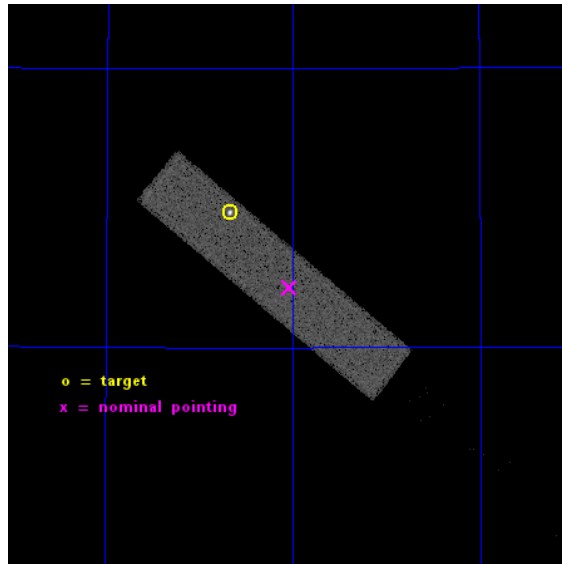 o = target
x = nominal pointing